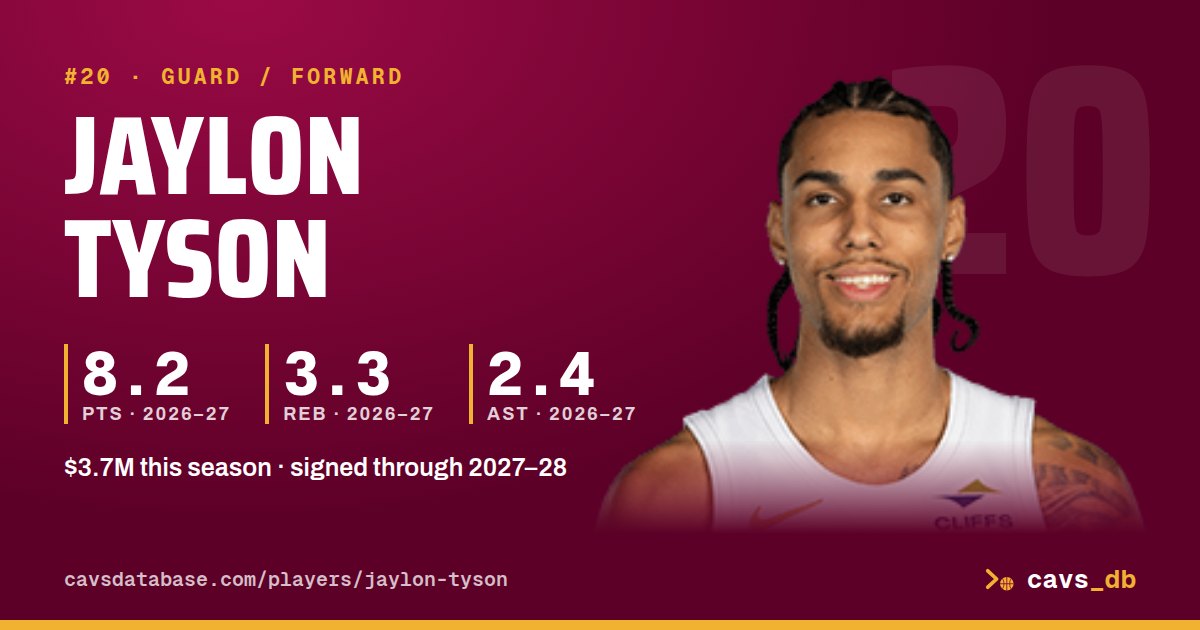 #20 · GUARD / FORWARD
20
JAYLON
TYSON
8.2 3.3 2.4
PTS · 2026–27 REB · 2026–27 AST · 2026–27
$3.7M this season · signed through 2027–28
CLIFFS
cavsdatabase.com/players/jaylon-tyson
cavs_db